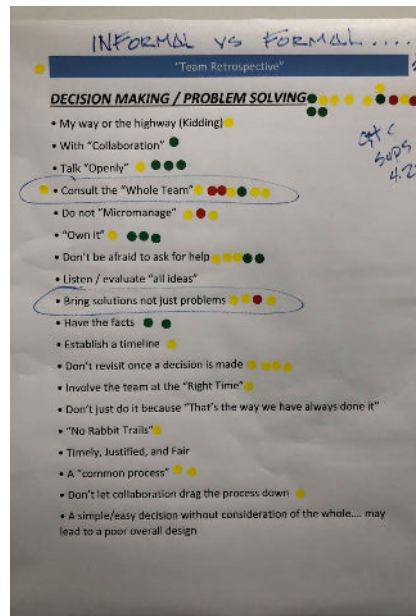 INFORMAL vs FORMAL....
"Team Retrospective"
DECISION MAKING / PROBLEM SOLVING
• My way or the highway (Kidding)
• With "Collaboration"
• Talk "Openly"
• Consult the "Whole Team"
• Do not "Micromanage"
• "Own it"
• Don't be afraid to ask for help
• Listen / evaluate "all ideas"
• Bring solutions not just problems
• Have the facts
• Establish a timeline
• Don't revisit once a decision is made
• Involve the team at the "Right Time"
• Don't just do it because "That's the way we have always done it"
• "No Rabbit Trails"
• Timely, Justified, and Fair
• A "common process"
• Don't let collaboration drag the process down
• A simple/easy decision without consideration of the whole.... may
lead to a poor overall design